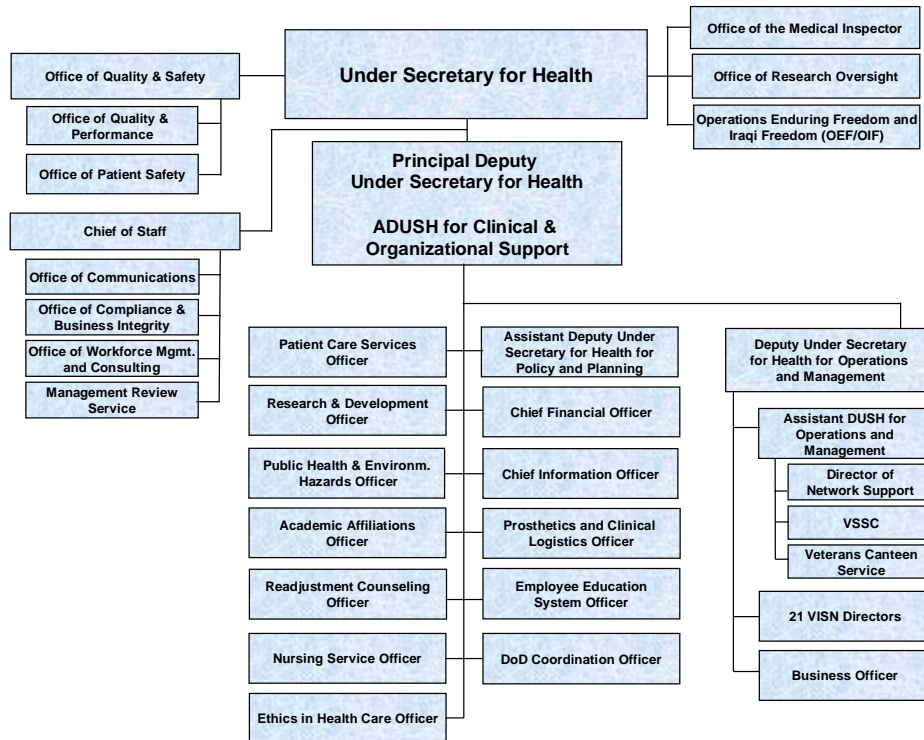 Office of the Medical Inspector
Office of Quality & Safety
Under Secretary for Health
Office of Research Oversight
Office of Quality &
Performance
Operations Enduring Freedom and
Iraqi Freedom (OEF/OIF)
Office of Patient Safety
Principal Deputy
Under Secretary for Health
ADUSH for Clinical &
Organizational Support
Chief of Staff
Office of Communications
Office of Compliance &
Business Integrity
Office of Workforce Mgmt.
and Consulting
Management Review
Service
Patient Care Services
Officer
Assistant Deputy Under
Secretary for Health for
Policy and Planning
Research & Development
Officer
Chief Financial Officer
Public Health & Environm.
Hazards Officer
Chief Information Officer
Academic Affiliations
Officer
Prosthetics and Clinical
Logistics Officer
Readjustment Counseling
Officer
Employee Education
System Officer
Nursing Service Officer
DoD Coordination Officer
Ethics in Health Care Officer
Deputy Under Secretary
for Health for Operations
and Management
Assistant DUSH for
Operations and
Management
Director of
Network Support
VSSC
Veterans Canteen
Service
21 VISN Directors
Business Officer